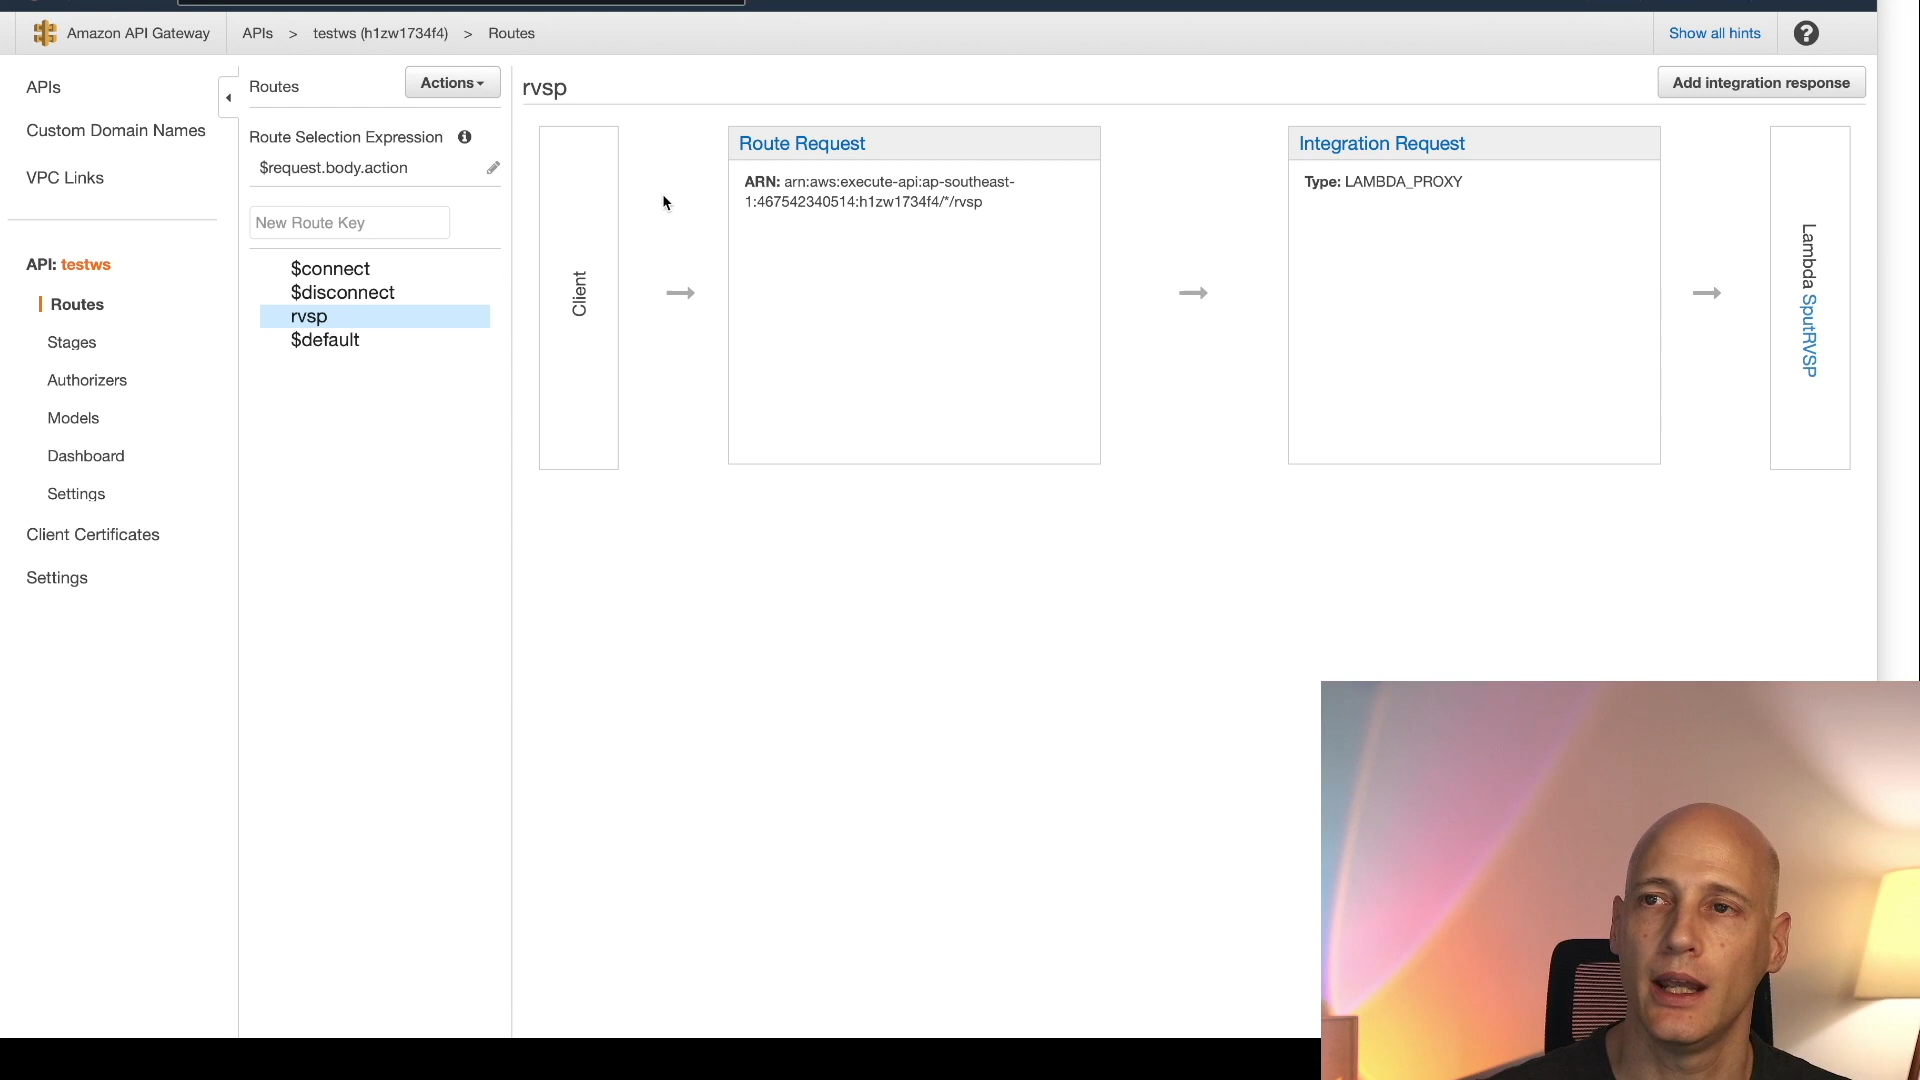 Amazon API Gateway
APIs > testws (h1zw1734f4) > Routes
Show all hints
?
APIs
Custom Domain Names
VPC Links
API: testws
Routes
Stages
Authorizers
Models
Dashboard
Settings
Client Certificates
Settings
Routes
Actions
Route Selection Expression
$request.body.action
New Route Key
$connect
$disconnect
rvsp
$default
rvsp
Add integration response
Client
Route Request
ARN: arn:aws:execute-api:ap-southeast-
1:467542340514:h1zw1734f4/*/rvsp
Integration Request
Type: LAMBDA_PROXY
Lambda SputRVSP